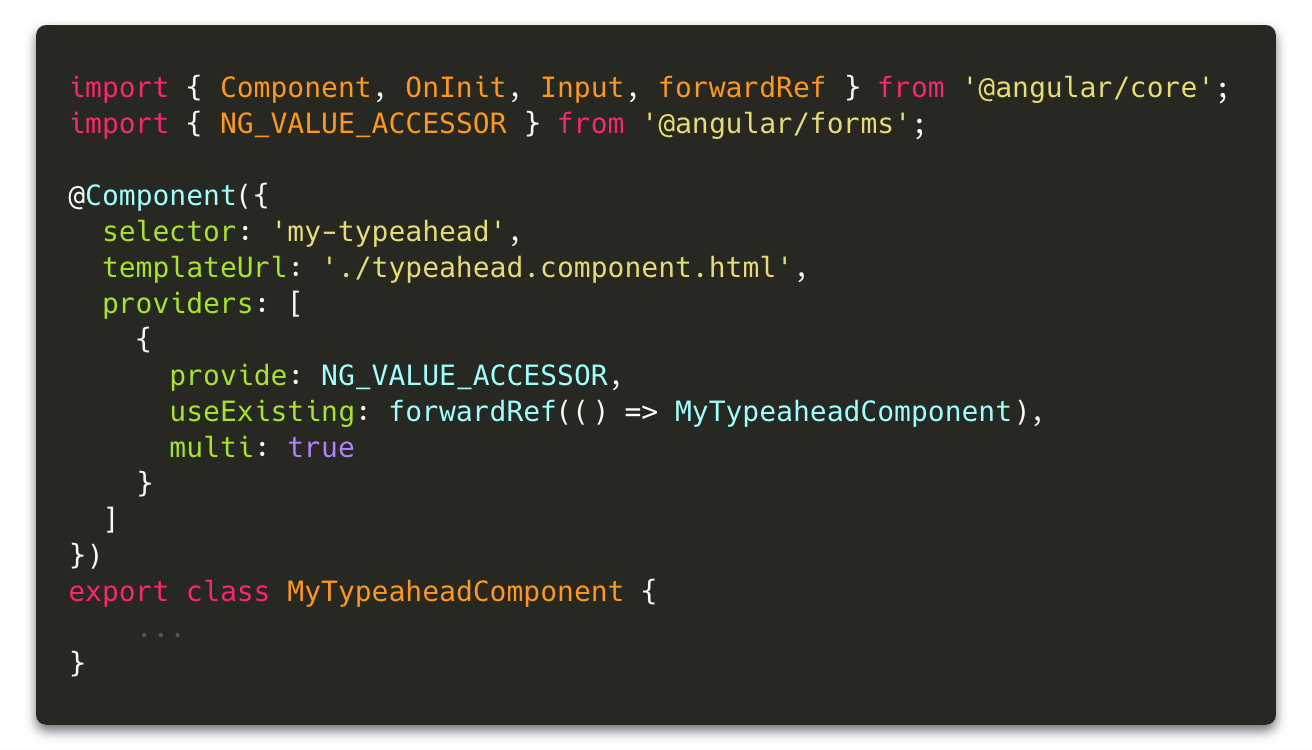 import { Component, OnInit, Input, forwardRef } from '@angular/core';
import { NG_VALUE_ACCESSOR } from '@angular/forms';
@Component({
  selector: 'my-typeahead',
  templateUrl: './typeahead.component.html',
  providers: [
    {
      provide: NG_VALUE_ACCESSOR,
      useExisting: forwardRef(() => MyTypeaheadComponent),
      multi: true
    }
  ]
})
export class MyTypeaheadComponent {
    ...
}